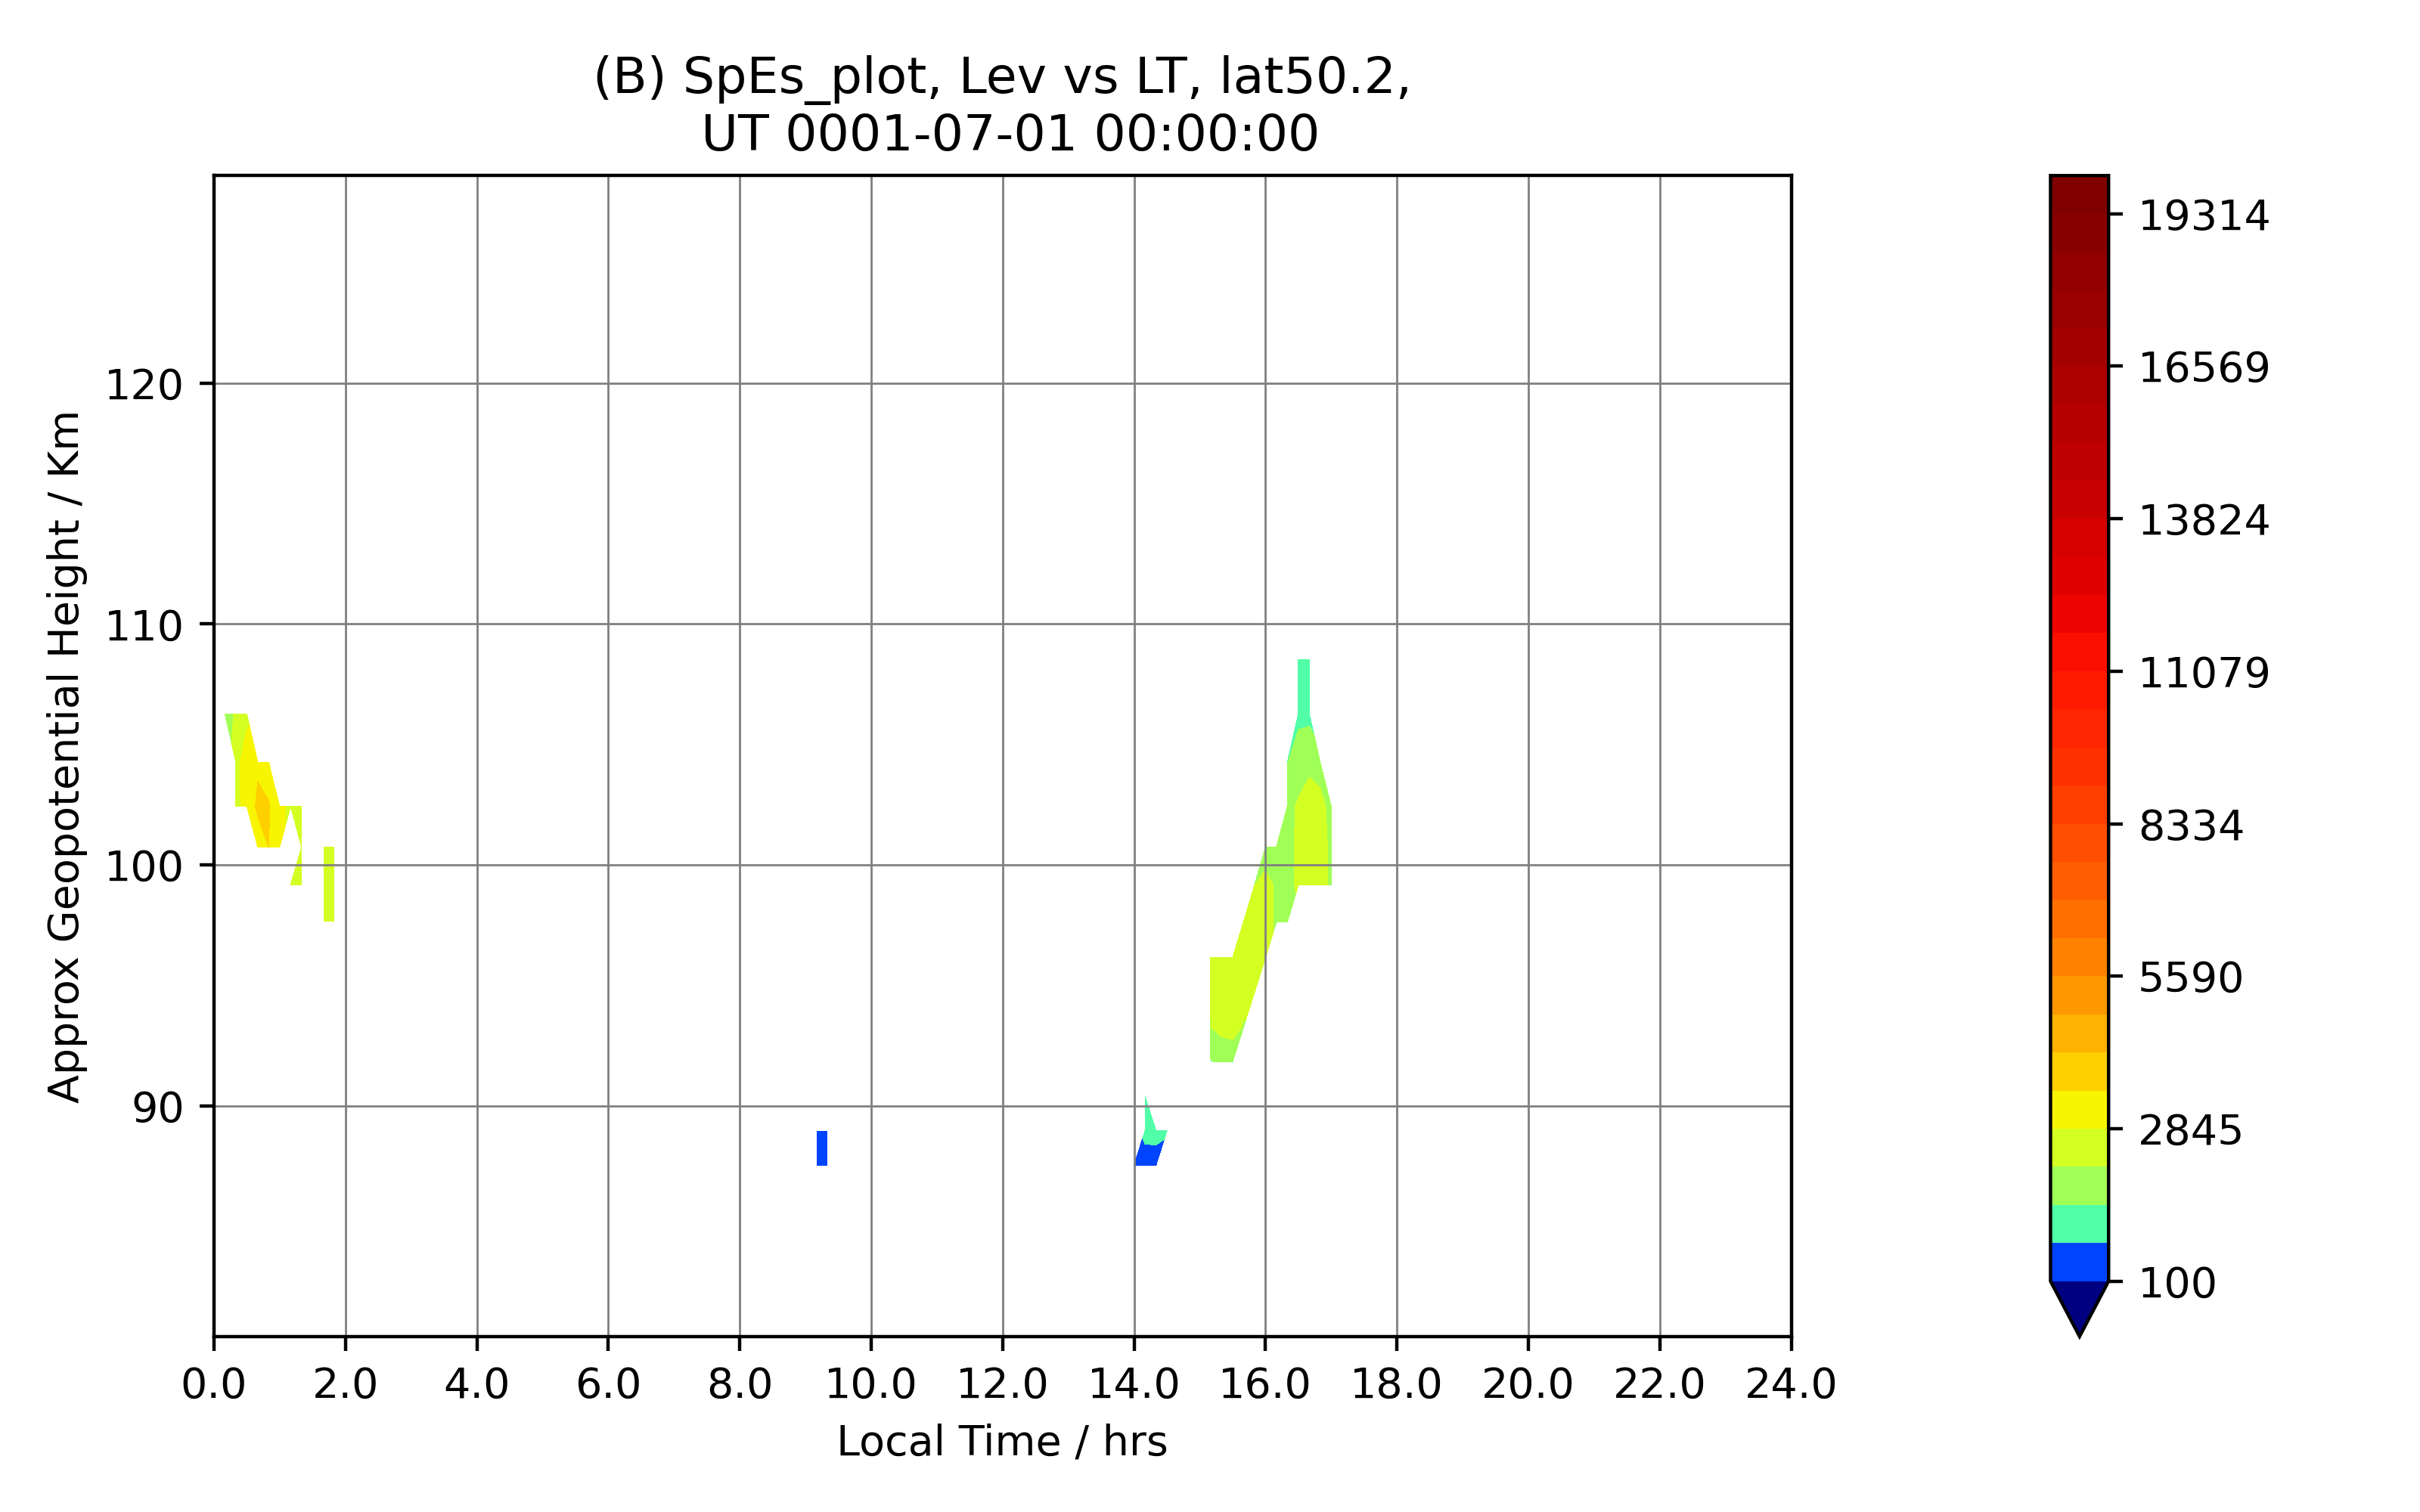 (B) SpEs_plot, Lev vs LT, lat50.2,
UT 0001-07-01 00:00:00
Approx Geopotential Height / Km
120
110
100
90
0.0 2.0 4.0 6.0 8.0 10.0 12.0 14.0 16.0 18.0 20.0 22.0 24.0
Local Time / hrs
19314
16569
13824
11079
8334
5590
2845
100